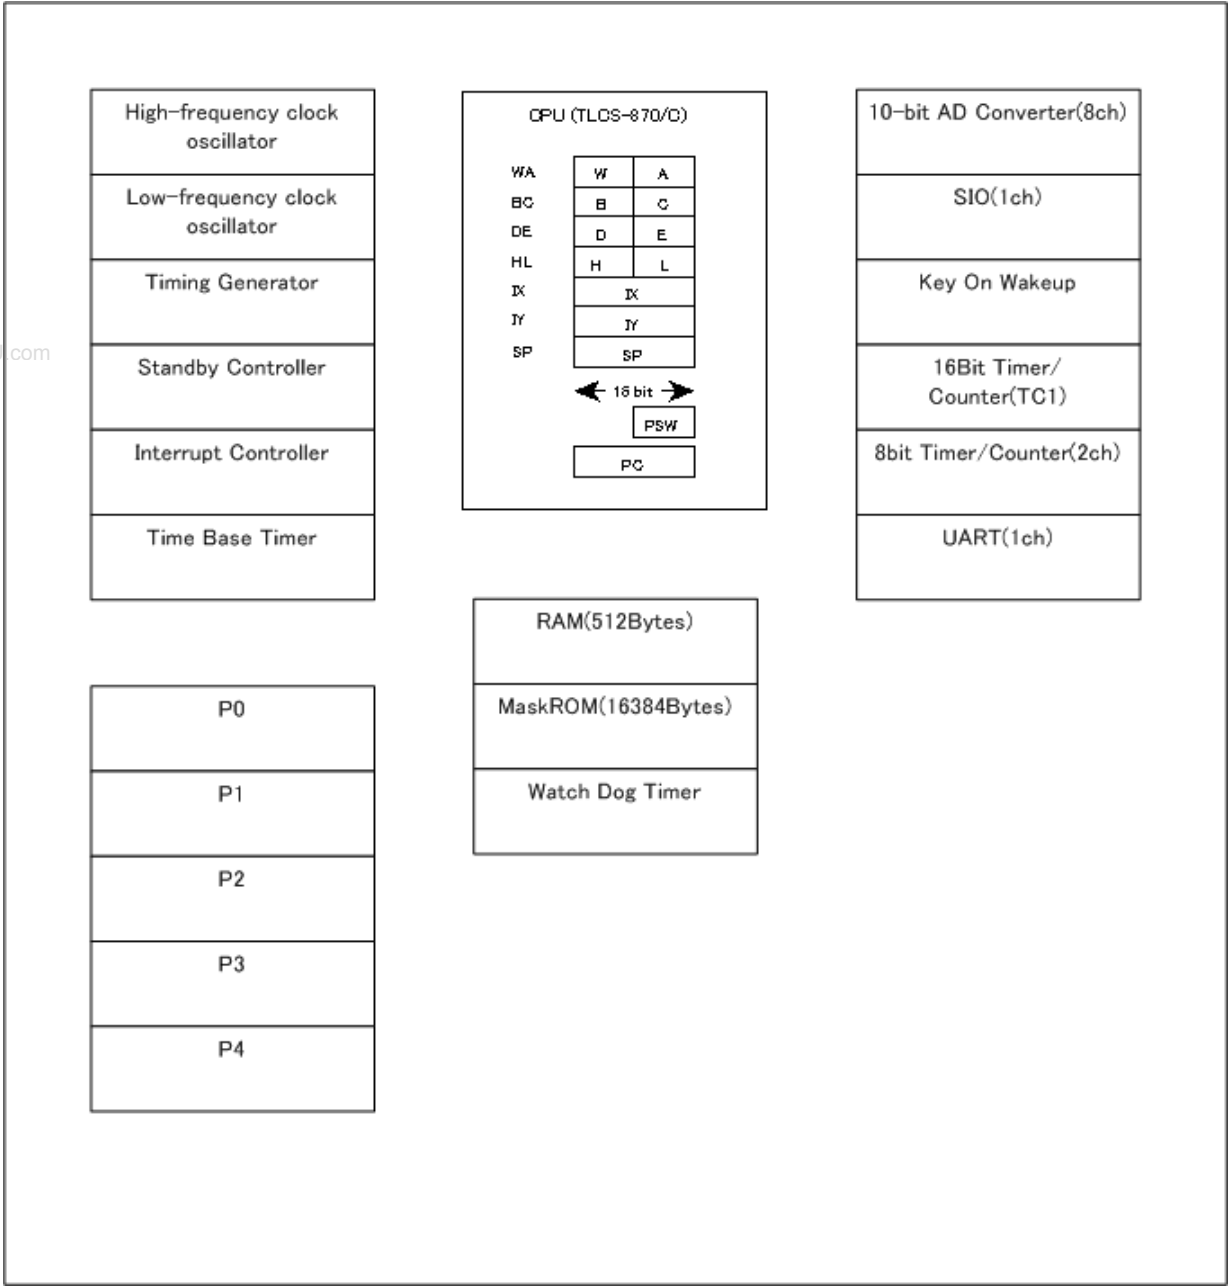 High-frequency clock
oscillator
Low-frequency clock
oscillator
Timing Generator
Standby Controller
Interrupt Controller
Time Base Timer
CPU (TLCS-870/C)
WA W A
BC B C
DE D E
HL H L
IX IX
IY IY
SP SP
16 bit
PSW
PC
10-bit AD Converter(8ch)
SIO(1ch)
Key On Wakeup
16Bit Timer/
Counter(TC1)
8bit Timer/Counter(2ch)
UART(1ch)
RAM(512Bytes)
MaskROM(16384Bytes)
Watch Dog Timer
P0
P1
P2
P3
P4
.com